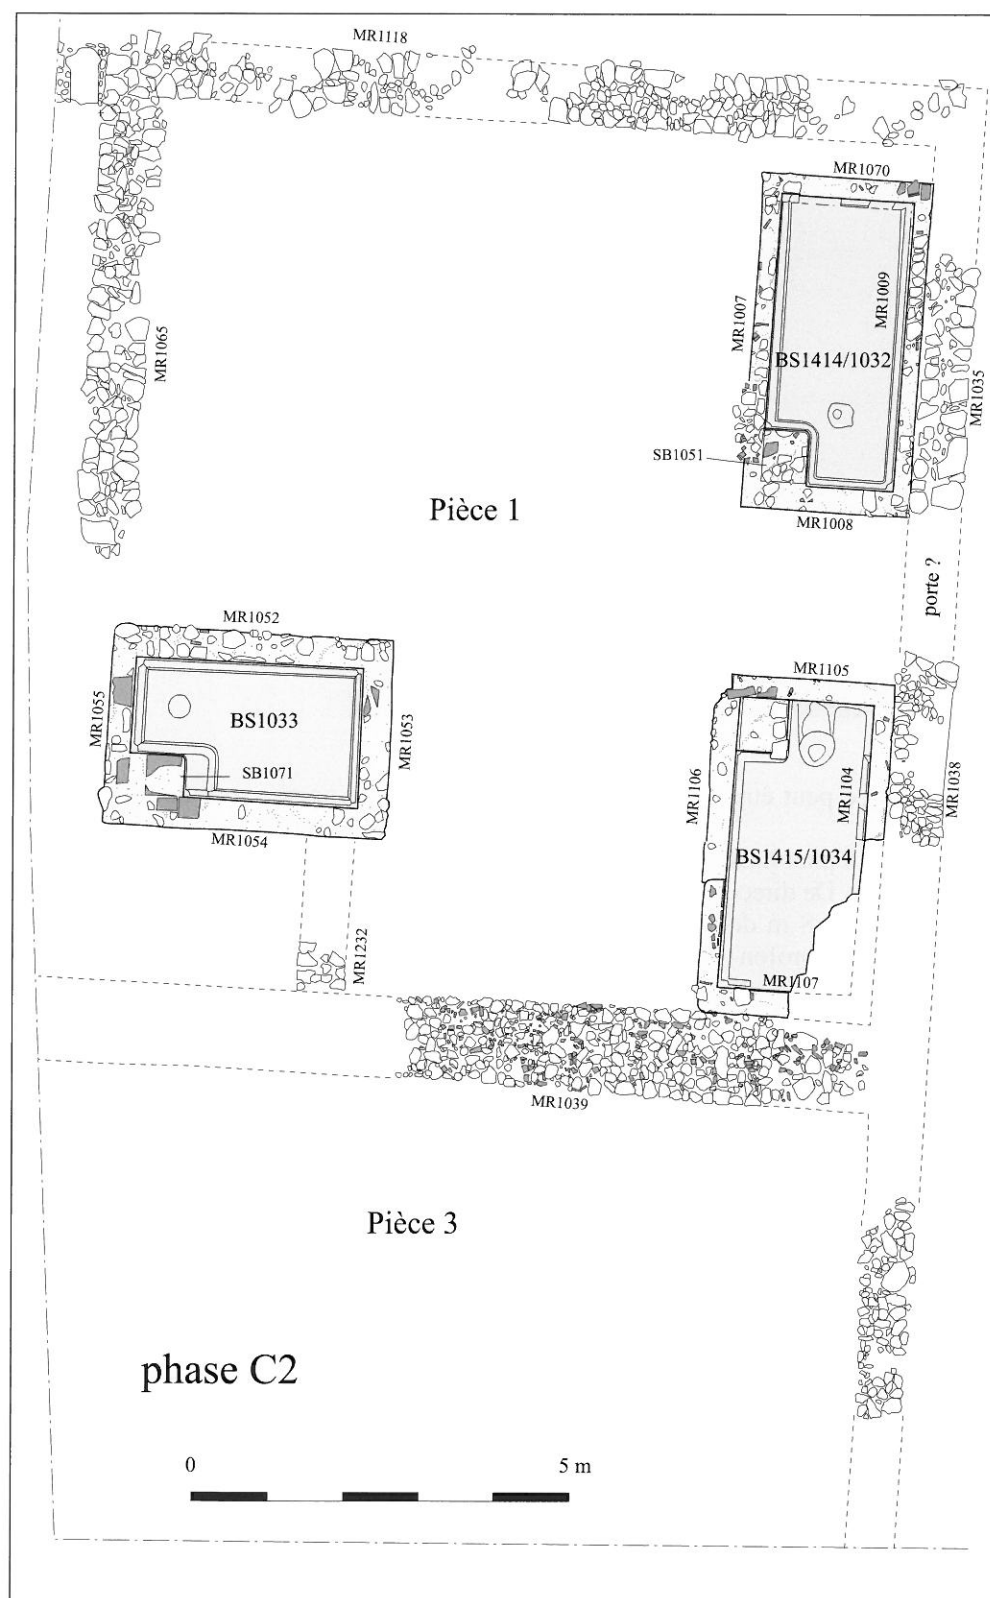 MR1118
MR1070
MR1065
MR1007
MR1009
BS1414/1032
MR1035
SB1051
Pièce 1
MR1008
porte ?
MR1052
MR1105
MR1055
BS1033
MR1053
SB1071
MR1106
MR1104
MR1038
MR1054
BS1415/1034
MR1232
MR1107
MR1039
Pièce 3
phase C2
0 5 m